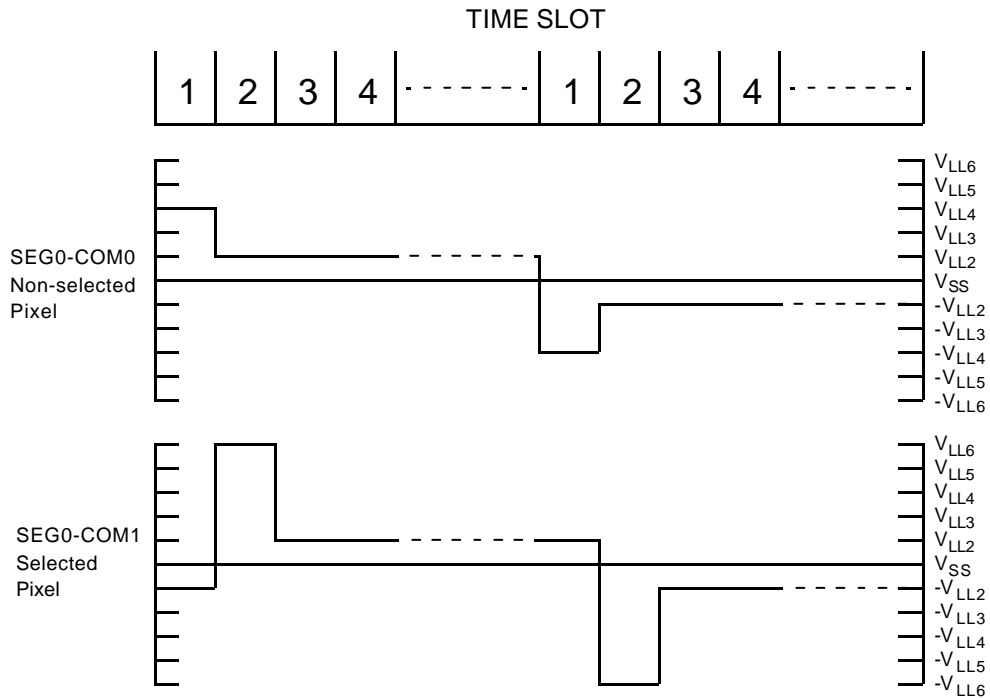 TIME SLOT
1 2 3 4 1 2 3 4
SEG0-COM0
Non-selected
Pixel
VLL6
VLL5
VLL4
VLL3
VLL2
VSS
-VLL2
-VLL3
-VLL4
-VLL5
-VLL6
SEG0-COM1
Selected
Pixel
VLL6
VLL5
VLL4
VLL3
VLL2
VSS
-VLL2
-VLL3
-VLL4
-VLL5
-VLL6